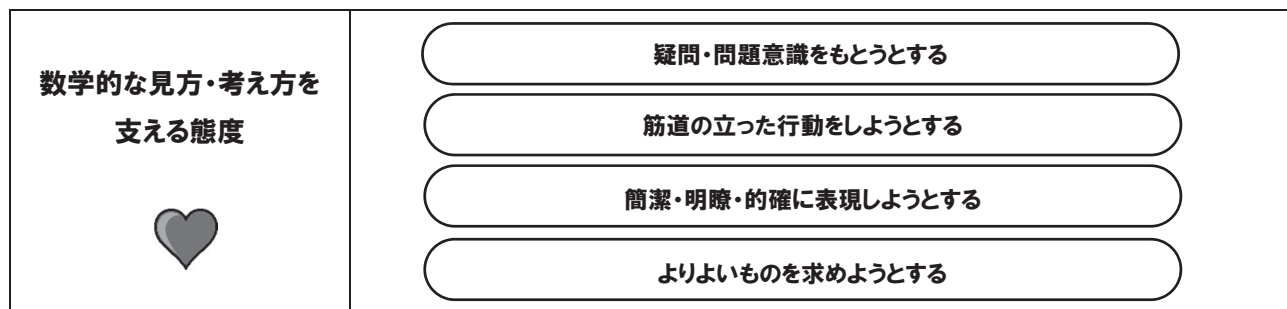 数学的な見方・考え方を
支える態度
疑問・問題意識をもとうとする
筋道の立った行動をしようとする
簡潔・明瞭・的確に表現しようとする
よりよいものを求めようとする